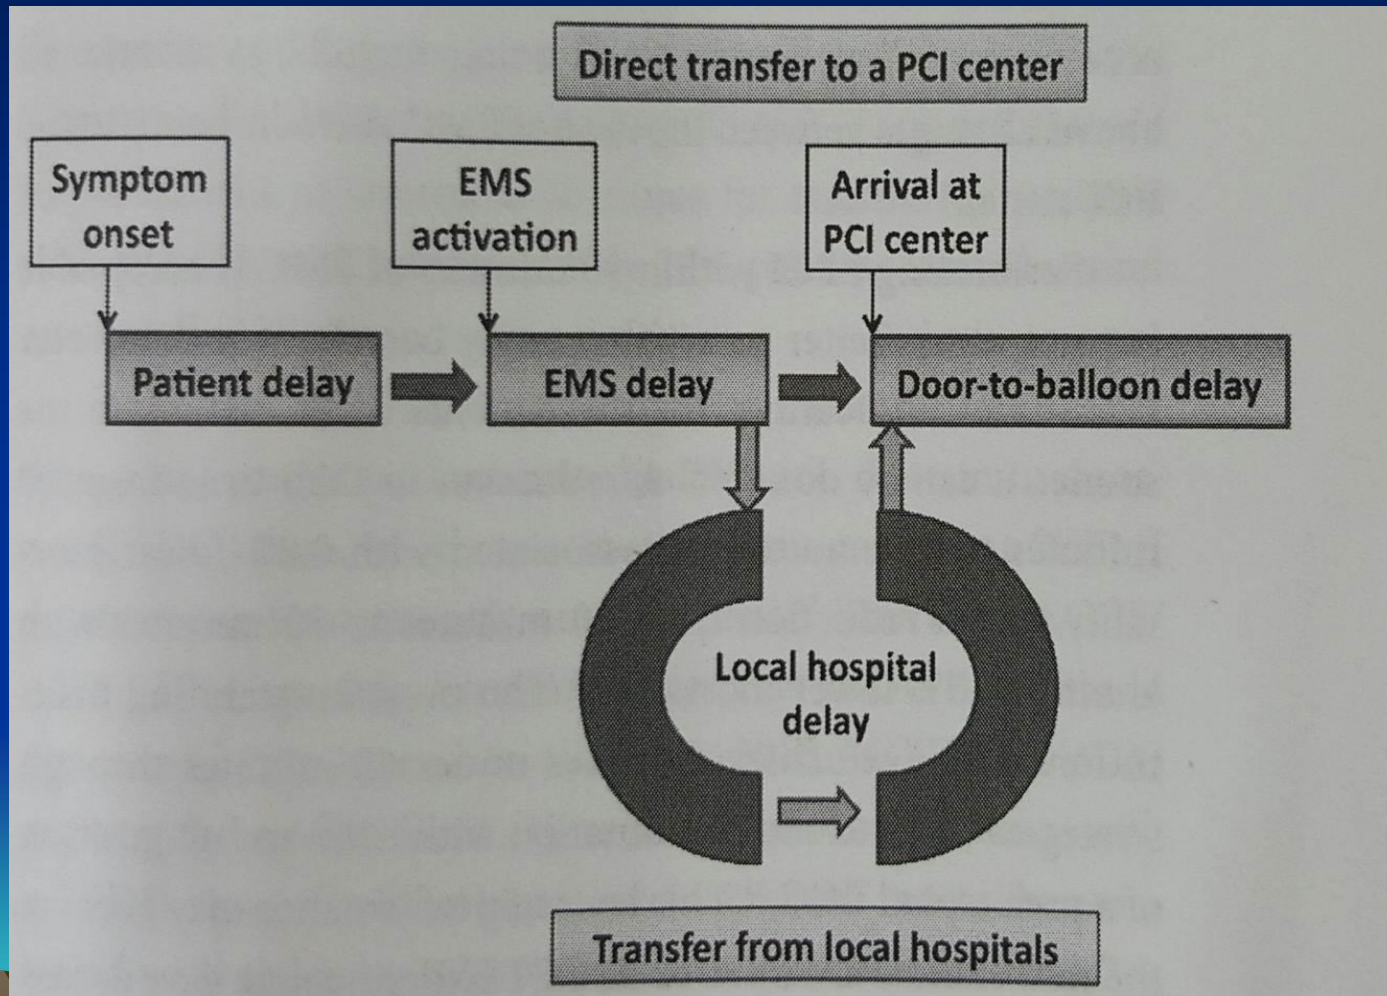 Direct transfer to a PCI center
Symptom
onset
EMS
activation
Arrival at
PCI center
Patient delay
EMS delay
Door-to-balloon delay
Local hospital
delay
Transfer from local hospitals